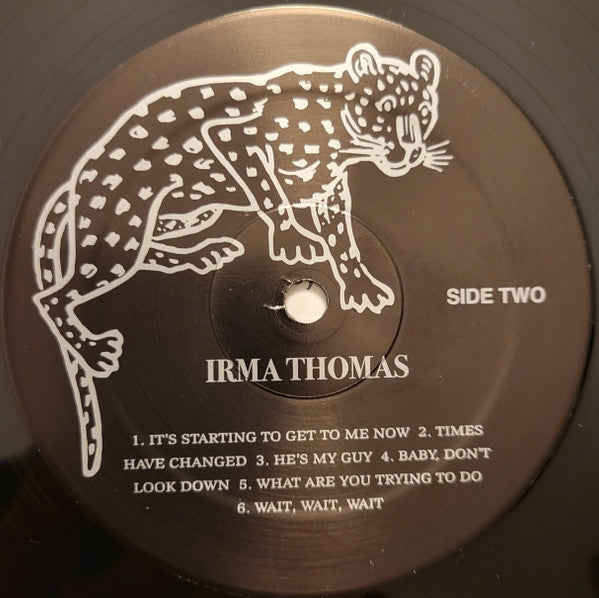 SIDE TWO
IRMA THOMAS
1. IT'S STARTING TO GET TO ME NOW 2. TIMES
HAVE CHANGED 3. HE'S MY GUY 4. BABY, DON'T
LOOK DOWN 5. WHAT ARE YOU TRYING TO DO
6. WAIT, WAIT, WAIT